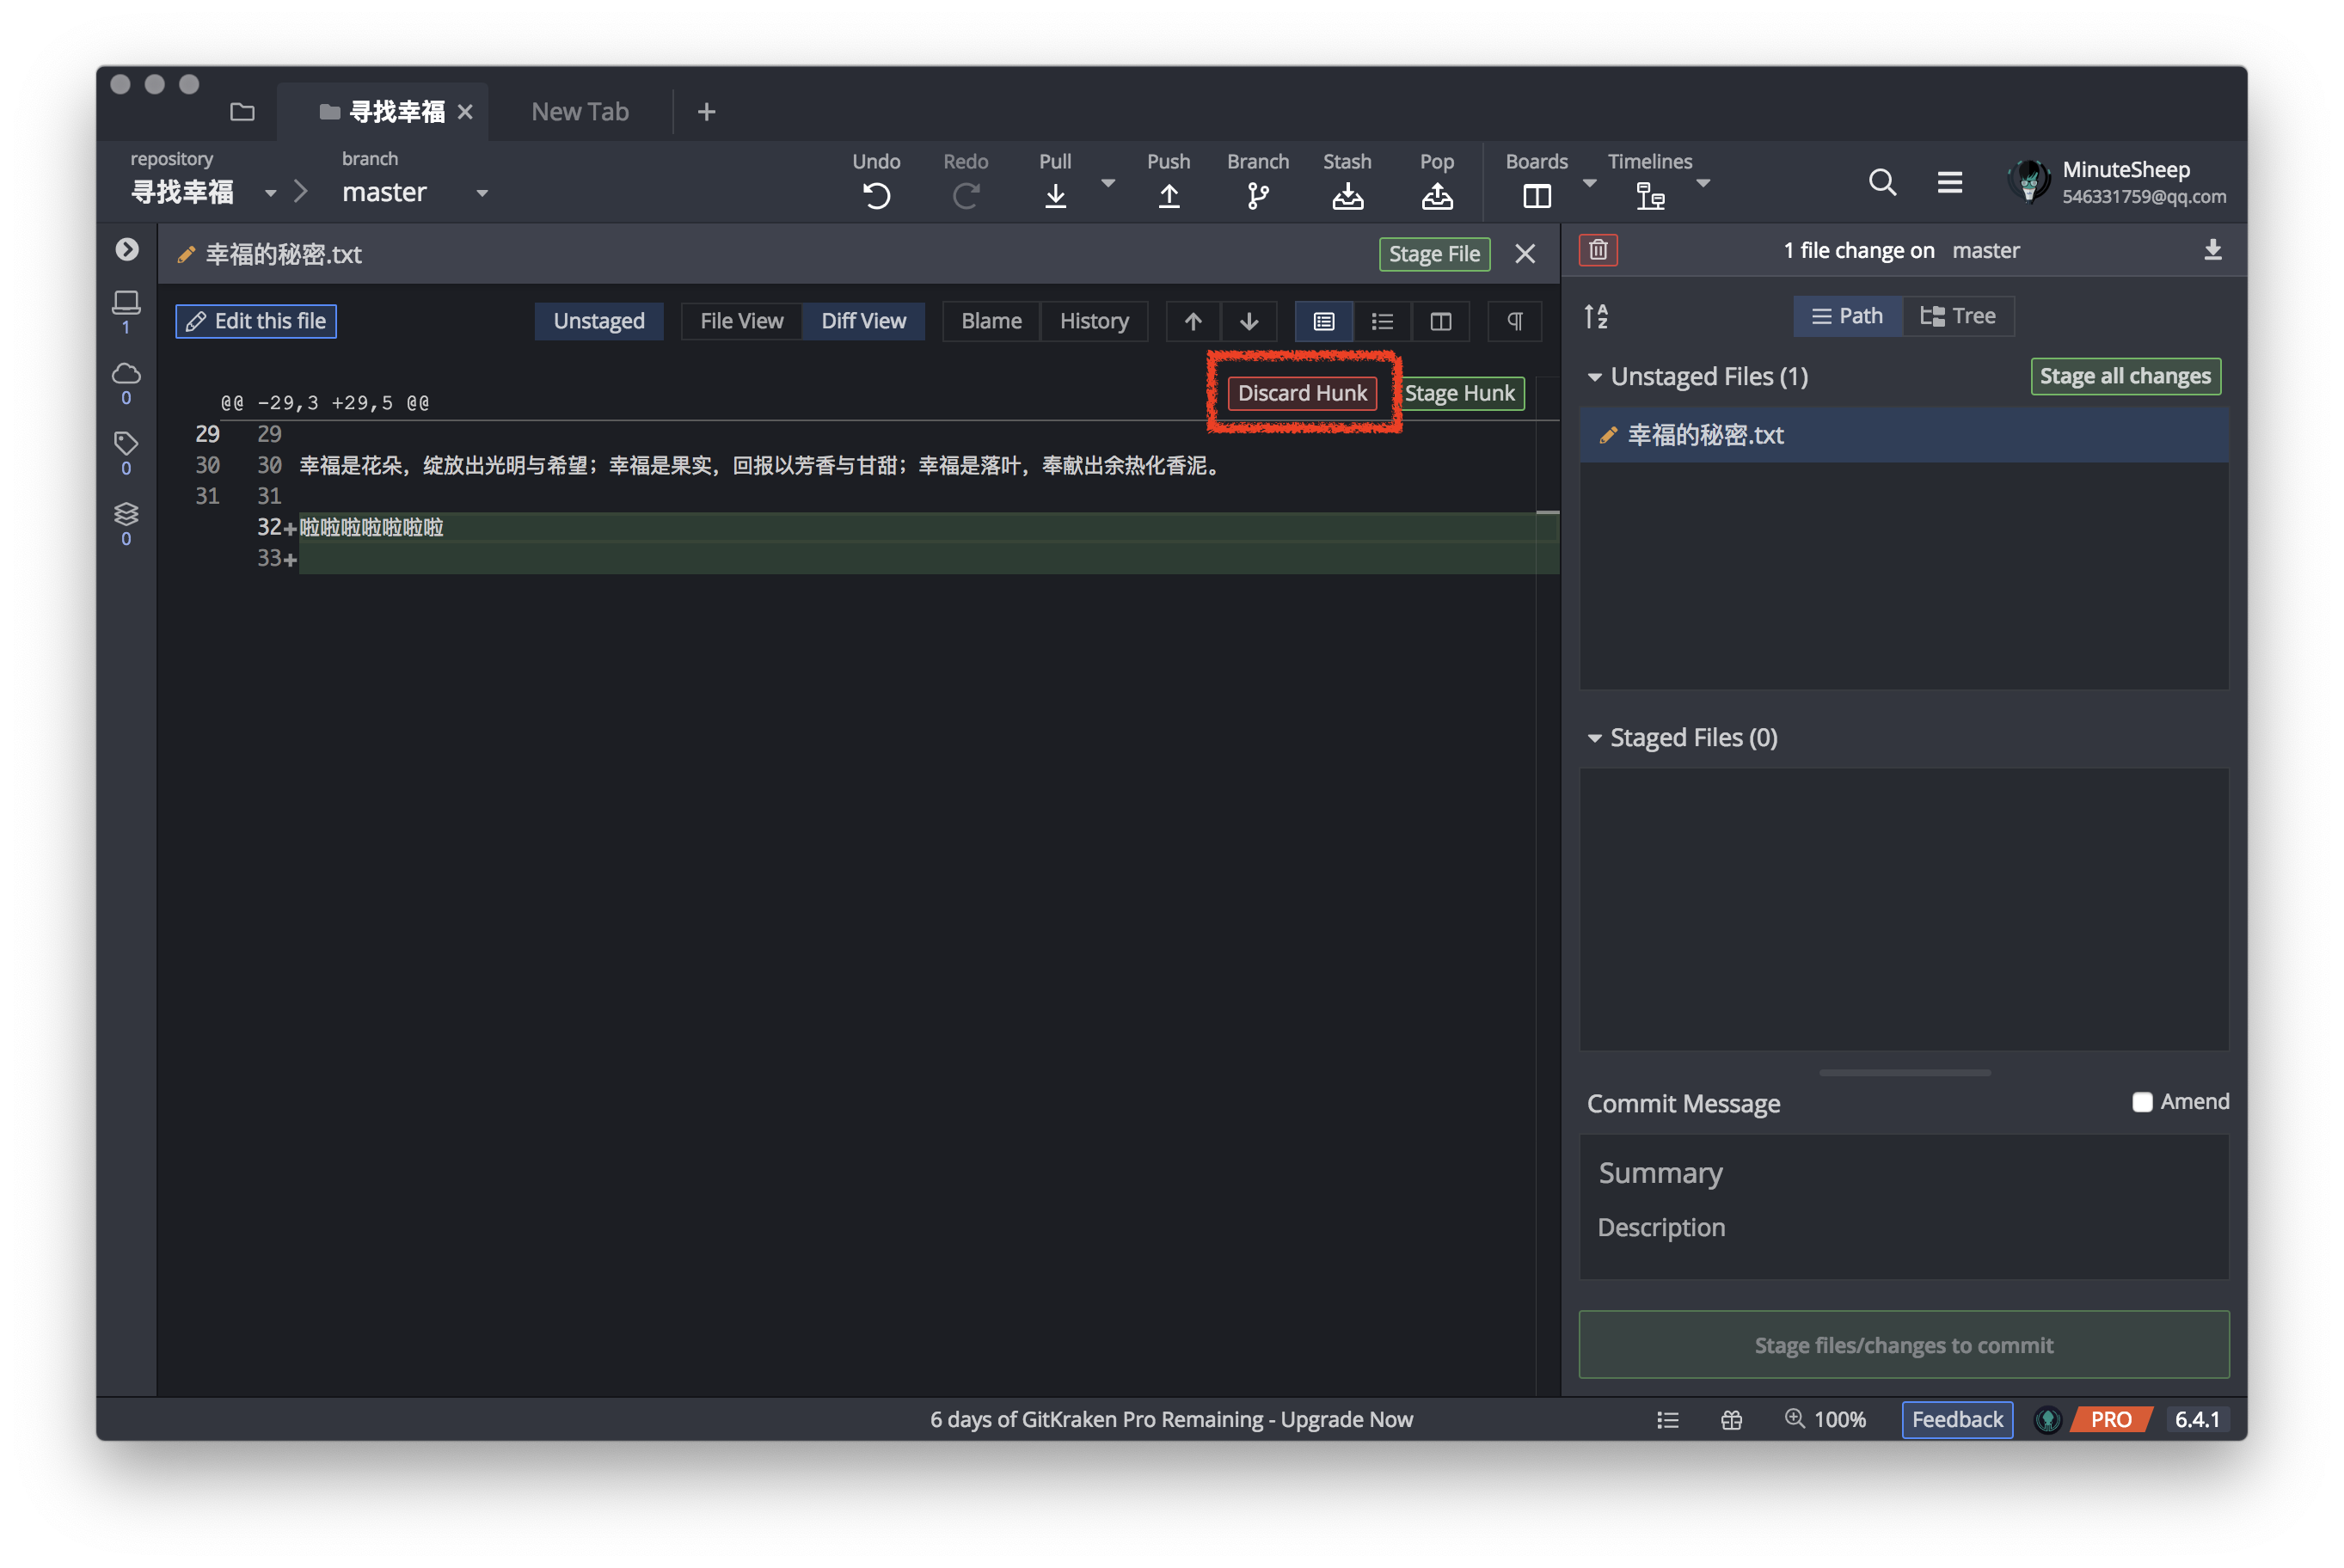 寻找幸福
New Tab
repository
寻找幸福
branch
master
Undo
Redo
Pull
Push
Branch
Stash
Pop
Boards
Timelines
MinuteSheep
546331759@qq.com
1
0
0
0
幸福的秘密.txt
Stage File
Edit this file
Unstaged
File View
Diff View
Blame
History
@@ -29,3 +29,5 @@
Discard Hunk
Stage Hunk
29 29
30 30 幸福是花朵，绽放出光明与希望；幸福是果实，回报以芳香与甘甜；幸福是落叶，奉献出余热化香泥。
31 31
32+啦啦啦啦啦啦啦
33+
1 file change on master
A
Z
Path
Tree
Unstaged Files (1)
Stage all changes
幸福的秘密.txt
Staged Files (0)
Commit Message
Amend
Summary
Description
Stage files/changes to commit
6 days of GitKraken Pro Remaining - Upgrade Now
100%
Feedback
PRO
6.4.1